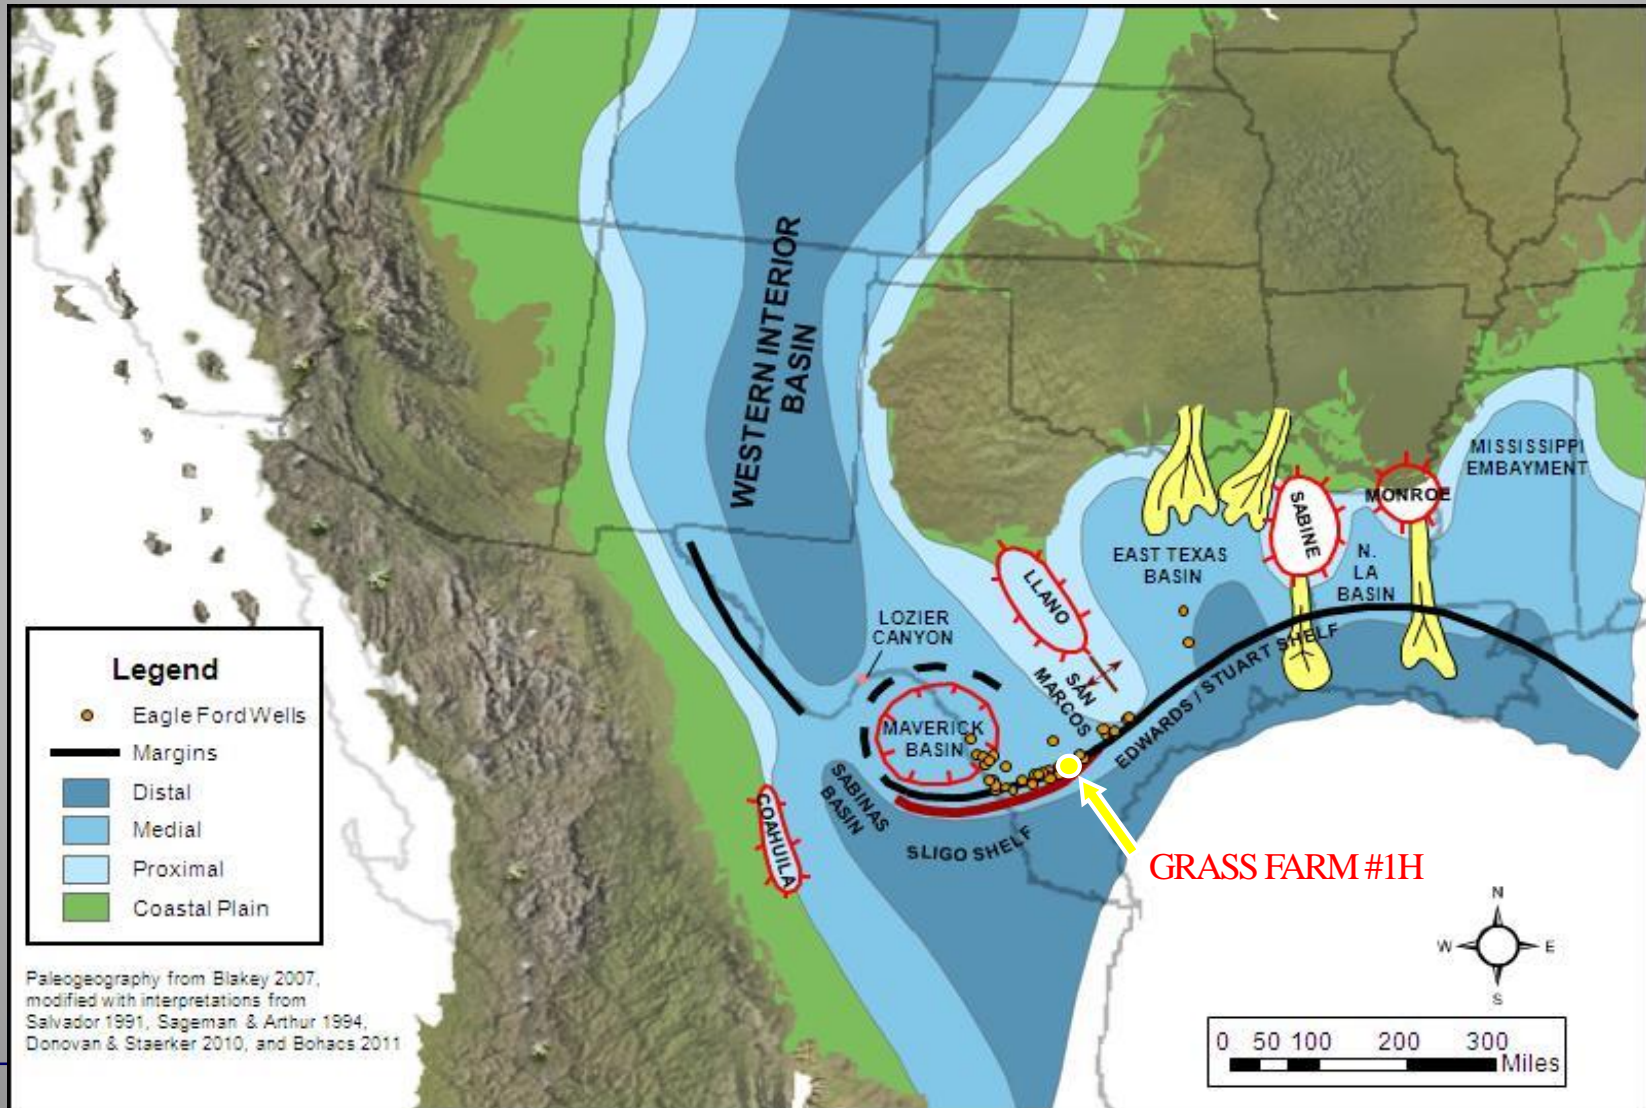 WESTERN INTERIOR
BASIN
MISSISSIPPI
EMBAYMENT
MONROE
SABINE
EAST TEXAS
BASIN
N.
LA
BASIN
LLANO
LOZIER
CANYON
SAN
MARCOS
EDWARDS / STUART SHELF
MAVERICK
BASIN
SABINAS
BASIN
COAHUILA
SLIGO SHELF
GRASS FARM #1H
Legend
Eagle Ford Wells
Margins
Distal
Medial
Proximal
Coastal Plain
Paleogeography from Blakey 2007,
modified with interpretations from
Salvador 1991, Sageman & Arthur 1994,
Donovan & Staerker 2010, and Bohacs 2011
N
W E
S
0 50 100 200 300
Miles